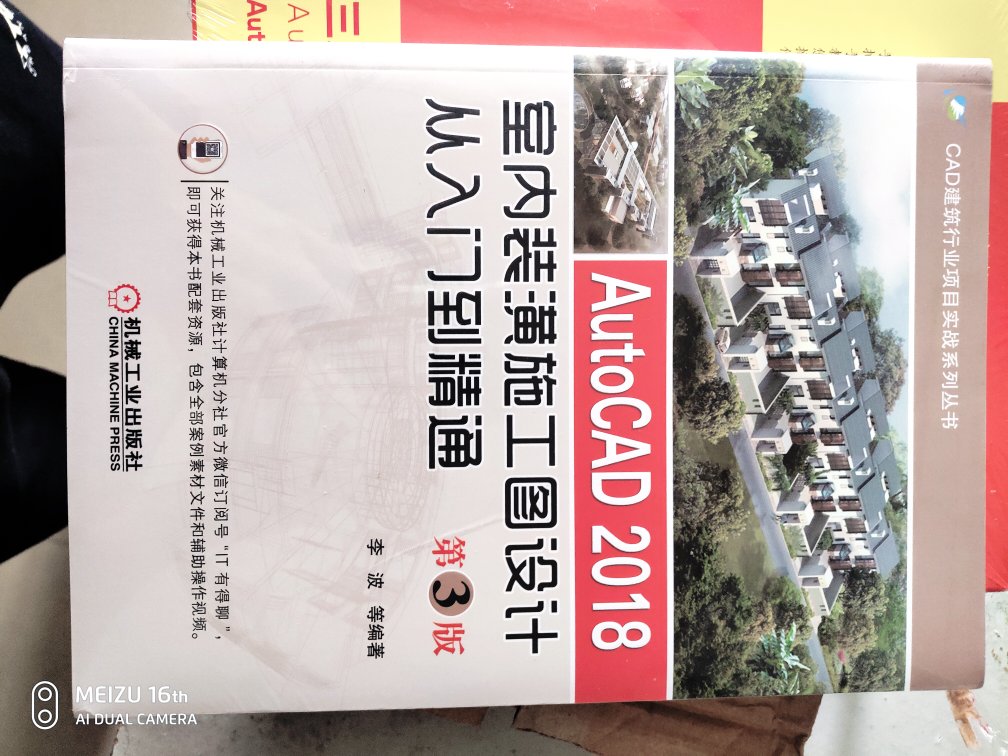 CAD建筑行业项目实战系列丛书
AutoCAD 2018
室内装潢施工图设计
从入门到精通
第3版
李 波 等编著
关注机械工业出版社计算机分社官方微信订阅号“IT有得聊”，
即可获得本书配套资源，包含全部案例素材文件和辅助操作视频。
机械工业出版社
CHINA MACHINE PRESS
三
Au
Aut
MEIZU 16th
AI DUAL CAMERA